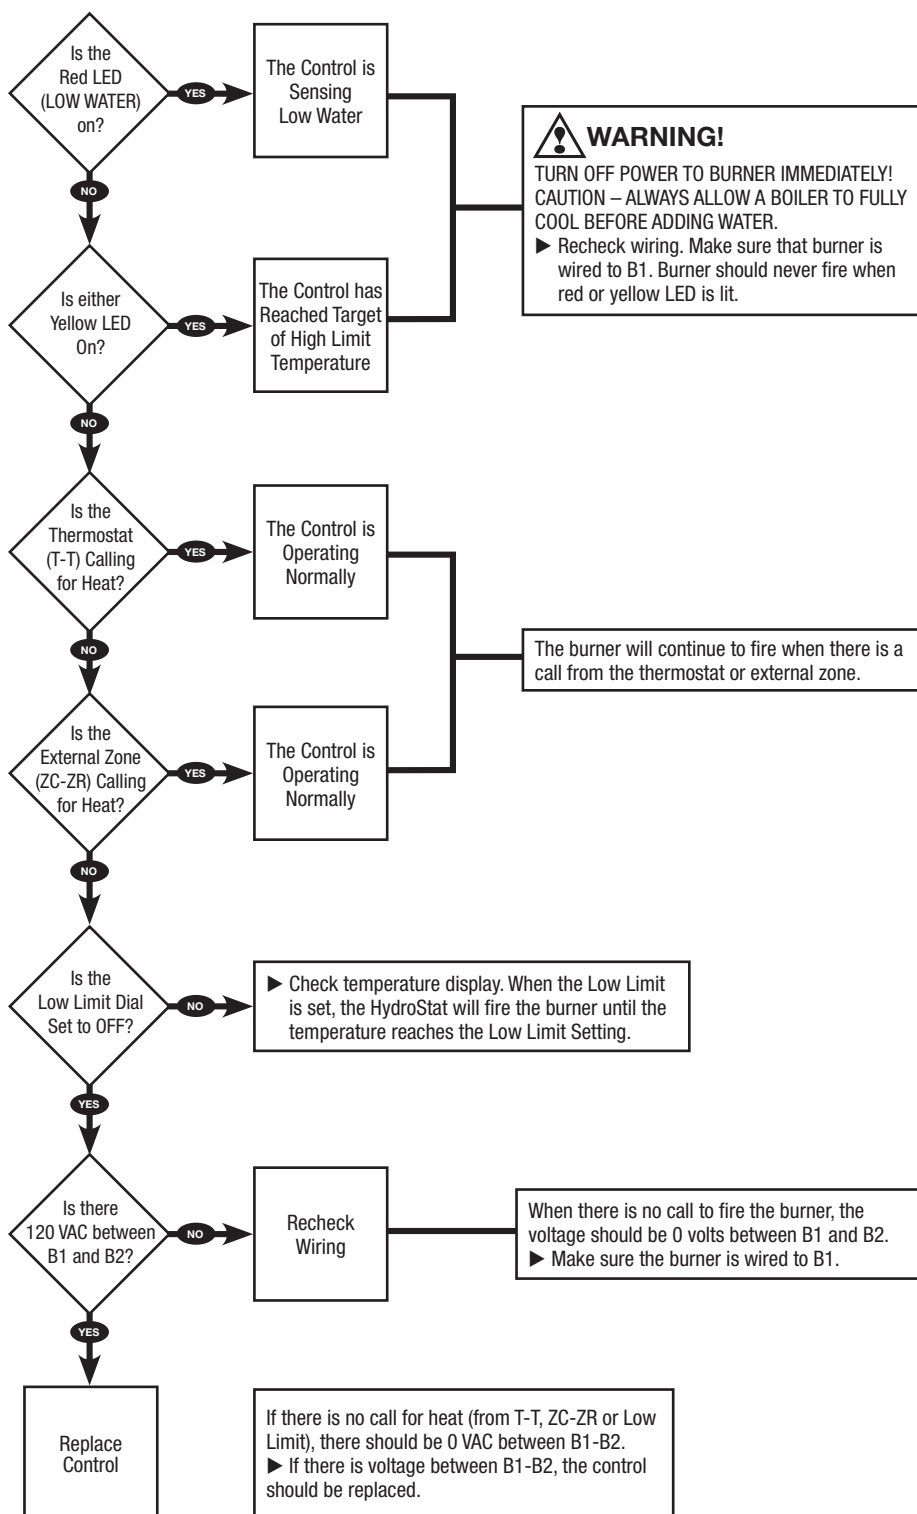 Is the
Red LED
(LOW WATER)
on?
YES
The Control is
Sensing
Low Water
WARNING!
TURN OFF POWER TO BURNER IMMEDIATELY!
CAUTION – ALWAYS ALLOW A BOILER TO FULLY
COOL BEFORE ADDING WATER.
▶ Recheck wiring. Make sure that burner is
wired to B1. Burner should never fire when
red or yellow LED is lit.
NO
Is either
Yellow LED
On?
YES
The Control has
Reached Target
of High Limit
Temperature
NO
Is the
Thermostat
(T-T) Calling
for Heat?
YES
The Control is
Operating
Normally
NO
The burner will continue to fire when there is a
call from the thermostat or external zone.
Is the
External Zone
(ZC-ZR) Calling
for Heat?
YES
The Control is
Operating
Normally
NO
Is the
Low Limit Dial
Set to OFF?
NO
▶ Check temperature display. When the Low Limit
is set, the HydroStat will fire the burner until the
temperature reaches the Low Limit Setting.
YES
Is there
120 VAC between
B1 and B2?
NO
Recheck
Wiring
When there is no call to fire the burner, the
voltage should be 0 volts between B1 and B2.
▶ Make sure the burner is wired to B1.
YES
Replace
Control
If there is no call for heat (from T-T, ZC-ZR or Low
Limit), there should be 0 VAC between B1-B2.
▶ If there is voltage between B1-B2, the control
should be replaced.